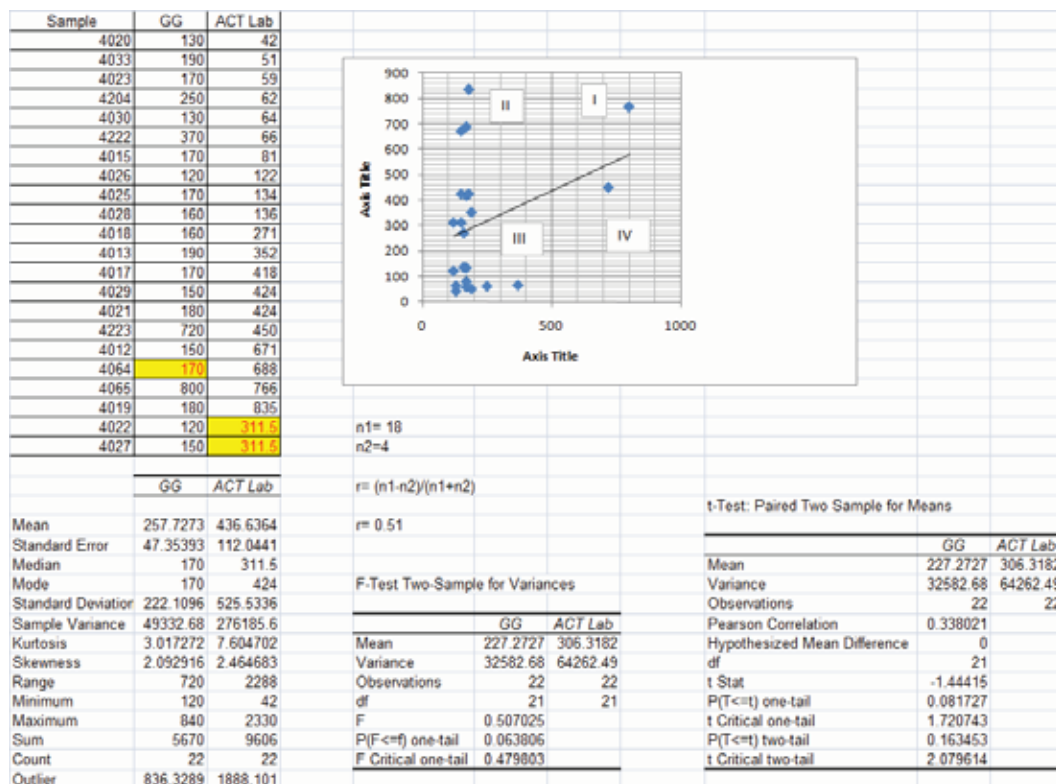 Sample GG ACT Lab
4020 130 42
4033 190 51
4023 170 59
4204 250 62
4030 130 64
4222 370 66
4015 170 81
4026 120 122
4025 170 134
4028 160 136
4018 160 271
4013 190 352
4017 170 418
4029 150 424
4021 180 424
4223 720 450
4012 150 671
4064 170 688
4065 800 766
4019 180 835
4022 120 311.5
4027 150 311.5
900
800
700
600
500
400
300
200
100
0
Axis Title
II
I
III
IV
0 500 1000
Axis Title
n1= 18
n2=4
r= (n1-n2)/(n1+n2)
r= 0.51
GG ACT Lab
Mean 257.7273 436.6364
Standard Error 47.35393 112.0441
Median 170 311.5
Mode 170 424
Standard Deviation 222.1096 525.5336
Sample Variance 49332.68 276185.6
Kurtosis 3.017272 7.604702
Skewness 2.092916 2.464683
Range 720 2288
Minimum 120 42
Maximum 840 2330
Sum 5670 9606
Count 22 22
Outlier 836.3289 1888.101
F-Test Two-Sample for Variances
GG ACT Lab
Mean 227.2727 306.3182
Variance 32582.68 64262.49
Observations 22 22
df 21 21
F 0.507025
P(F<=f) one-tail 0.063806
F Critical one-tail 0.479803
t-Test: Paired Two Sample for Means
GG ACT Lab
Mean 227.2727 306.3182
Variance 32582.68 64262.49
Observations 22 22
Pearson Correlation 0.338021
Hypothesized Mean Difference 0
df 21
t Stat -1.44415
P(T<=t) one-tail 0.081727
t Critical one-tail 1.720743
P(T<=t) two-tail 0.163453
t Critical two-tail 2.079614